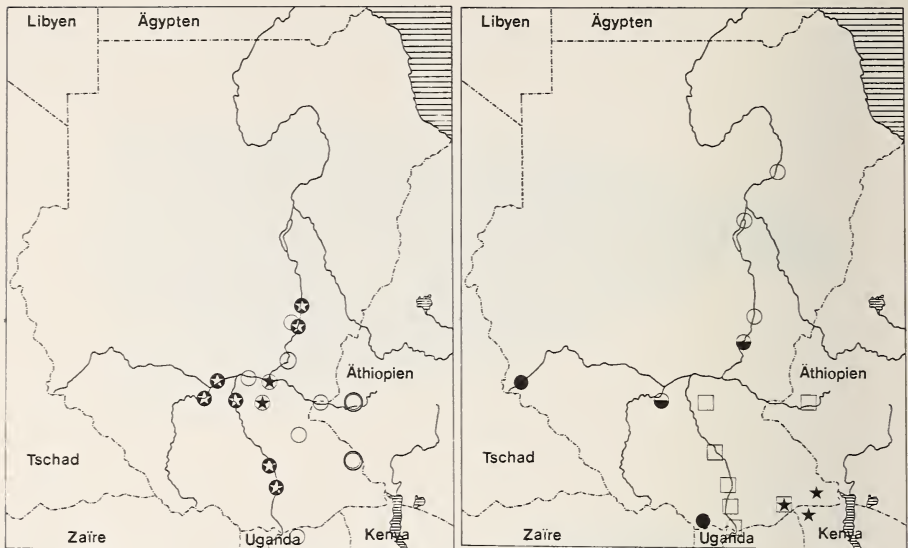 Libyen
Ägypten
Äthiopien
Tschad
Zaïre
Uganda
Kenya
Libyen
Ägypten
Äthiopien
Tschad
Zaïre
Uganda
Kenya